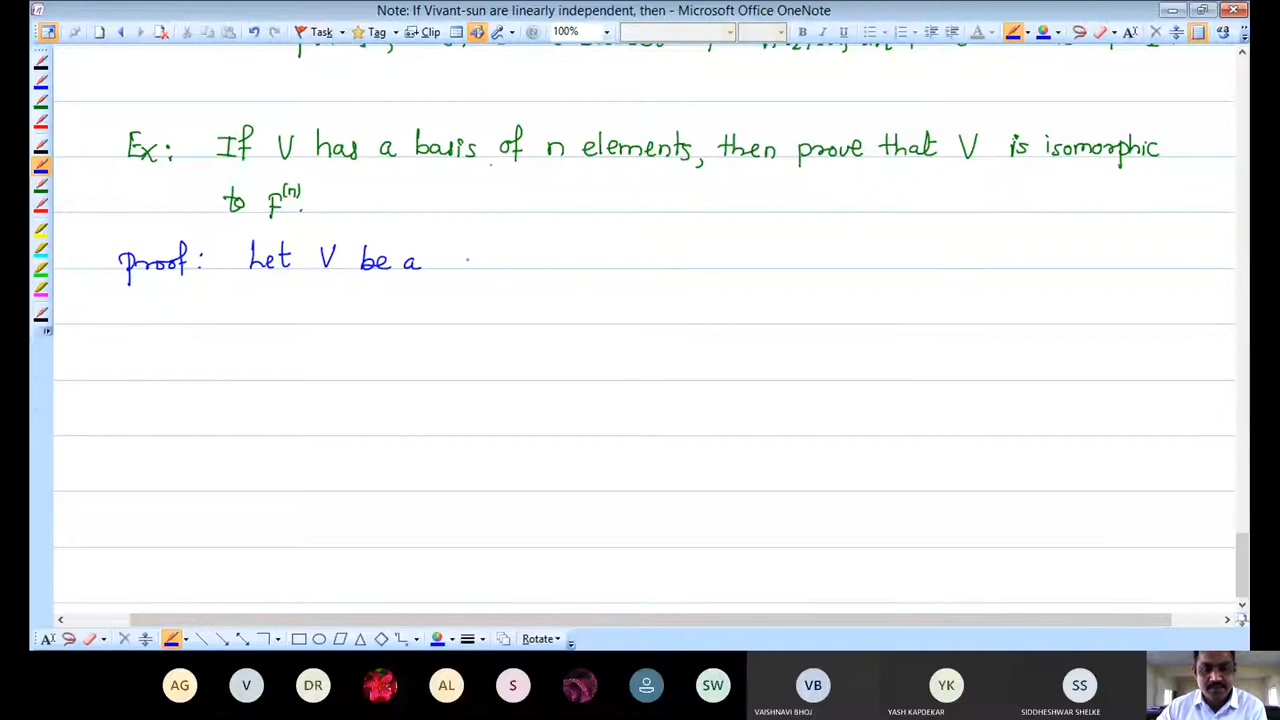 Note: If Vivant-sun are linearly independent, then - Microsoft Office OneNote
Task Tag Clip 100% B I U A
Ex: If V has a basis of n elements, then prove that V is isomorphic
to F(n).
Proof: Let V be a
Rotate
AG V DR AL S SW VB YK SS
VAISHNAVI BHOJ YASH KAPDEKAR SIDDHESHWAR SHELKE